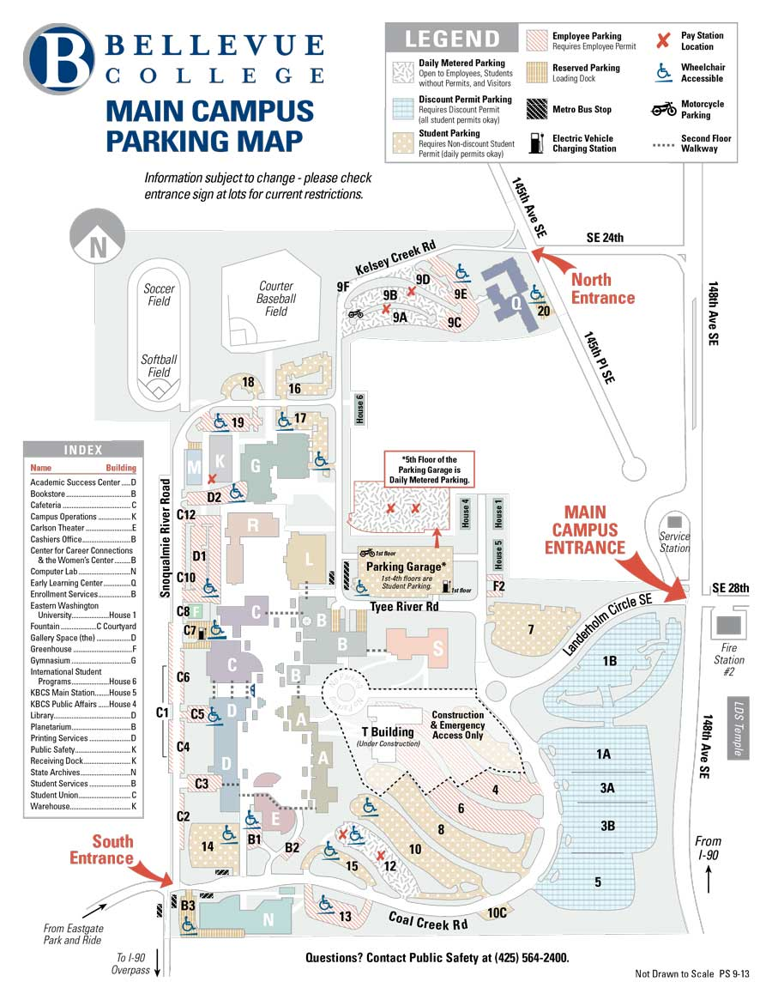 B BELLEVUE
COLLEGE
MAIN CAMPUS
PARKING MAP
Information subject to change - please check
entrance sign at lots for current restrictions.
LEGEND
Daily Metered Parking
Open to Employees, Students
without Permits, and Visitors
Discount Permit Parking
Requires Discount Permit
(all student permits okay)
Student Parking
Requires Non-discount Student
Permit (daily permits okay)
Employee Parking
Requires Employee Permit
Reserved Parking
Loading Dock
Metro Bus Stop
Electric Vehicle
Charging Station
Pay Station
Location
Wheelchair
Accessible
Motorcycle
Parking
Second Floor
Walkway
N
145th Ave SE
SE 24th
North
Entrance
148th Ave SE
145th Pl SE
Kelsey Creek Rd
9F
9D
9B
9E
9A
9C
Q
20
Soccer
Field
Courter
Baseball
Field
Softball
Field
18
16
19
17
House 6
M
K
G
D2
C12
*5th Floor of the
Parking Garage is
Daily Metered Parking.
House 4
House 1
House 5
MAIN
CAMPUS
ENTRANCE
Service
Station
Snoqualmie River Road
R
D1
L
C10
1st floor
Parking Garage*
1st-4th floors are
Student Parking.
1st floor
F2
Tyee River Rd
SE 28th
Landerholm Circle SE
C8
F
C
B
C7
B
S
7
Fire
Station
#2
1B
C
C6
B
No Parking
No Parking
C1
C5
D
A
T Building
(Under Construction)
Construction
& Emergency
Access Only
LDS Temple
148th Ave SE
C4
D
A
1A
C3
4
3A
C2
E
6
3B
8
14
B1
B2
10
15
12
5
From
I-90
South
Entrance
B3
N
13
Coal Creek Rd
10C
From Eastgate
Park and Ride
To I-90
Overpass
INDEX
Name Building
Academic Success Center.....D
Bookstore.....B
Cafeteria.....C
Campus Operations.....K
Carlson Theater.....E
Cashiers Office.....B
Center for Career Connections
& the Women's Center.....B
Computer Lab.....N
Early Learning Center.....Q
Enrollment Services.....B
Eastern Washington
University.....House 1
Fountain.....C Courtyard
Gallery Space (the).....D
Greenhouse.....F
Gymnasium.....G
International Student
Programs.....House 6
KBCS Main Station.....House 5
KBCS Public Affairs.....House 4
Library.....D
Planetarium.....B
Printing Services.....D
Public Safety.....K
Receiving Dock.....K
State Archives.....N
Student Services.....B
Student Union.....C
Warehouse.....K
Questions? Contact Public Safety at (425) 564-2400.
Not Drawn to Scale PS 9-13